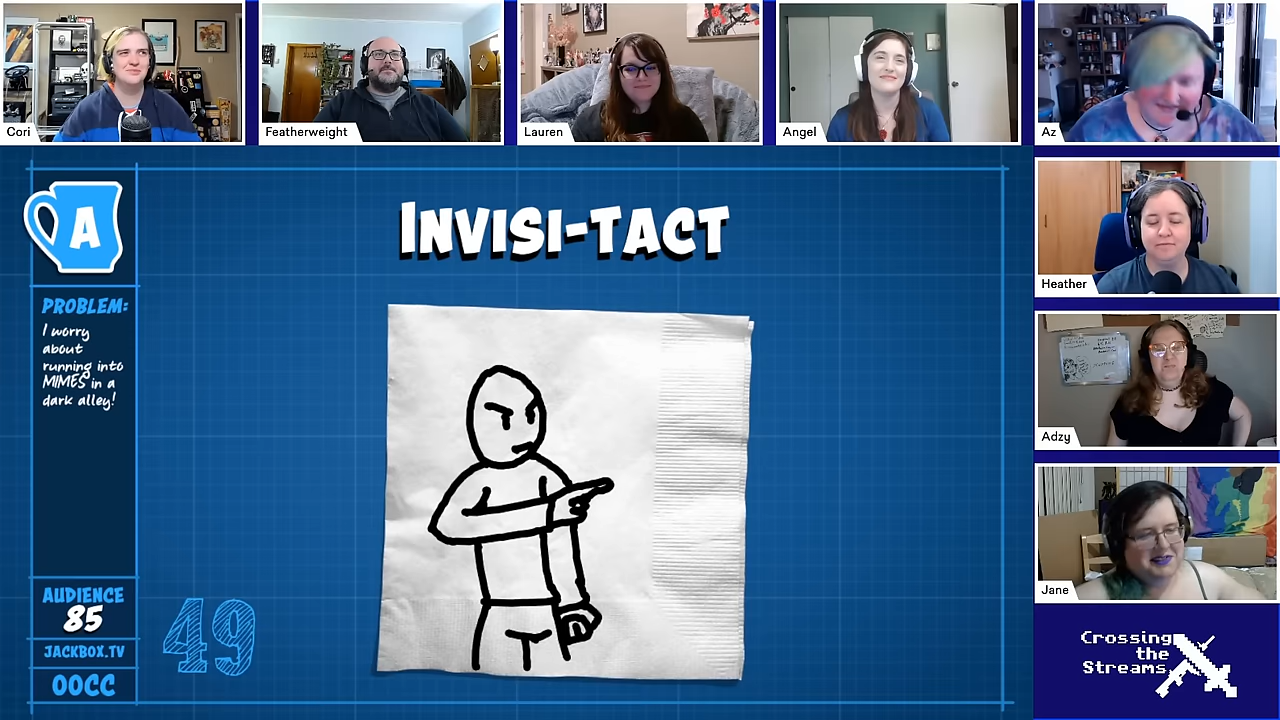 Cori
Featherweight
Lauren
Angel
Az
A
INVISI-TACT
PROBLEM:
I worry
about
running into
MIMES in a
dark alley!
Heather
Adzy
AUDIENCE
85
JACKBOX.TV
OOCC
49
Jane
Crossing
the
Streams